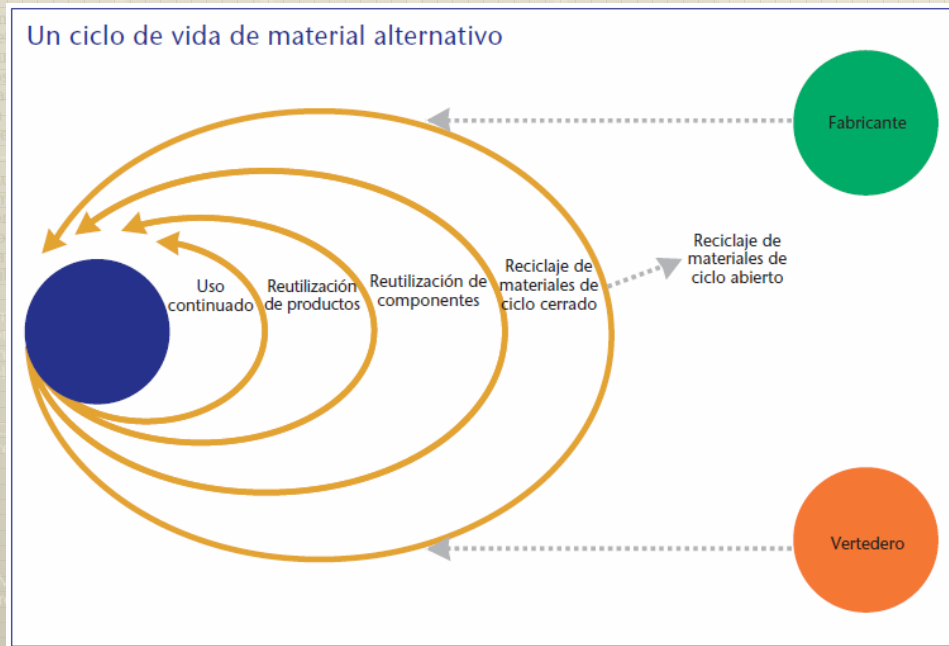 Un ciclo de vida de material alternativo
Fabricante
Reciclaje de
materiales de
ciclo abierto
Uso
continuado
Reutilización
de productos
Reutilización de
componentes
Reciclaje de
materiales de
ciclo cerrado
Vertedero